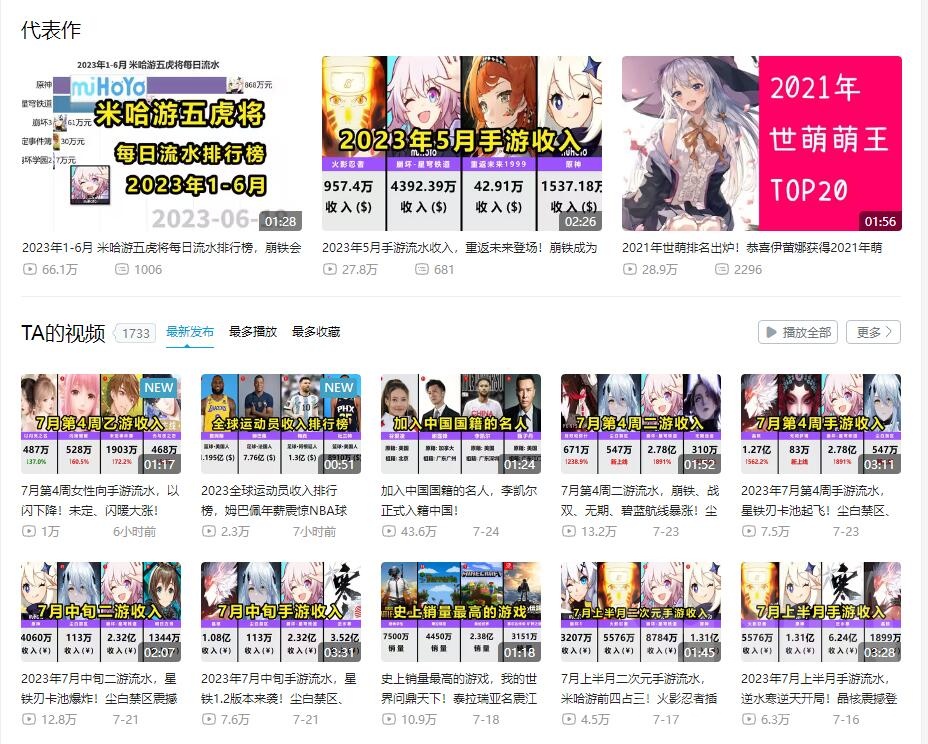 代表作
2023年1-6月 米哈游五虎将每日流水
原神
868万元
miHoYo
米哈游五虎将
崩坏3
61万元
30万元
每日流水排行榜
2023年1-6月
01:28
2023年5月手游收入
火影忍者 崩坏·星穹铁道 重返未来1999 原神
957.4万 4392.39万 42.91万 1537.18万
收入($) 收入($) 收入($) 收入($)
02:26
2021年
世萌萌王
TOP20
01:56
2023年1-6月 米哈游五虎将每日流水排行榜，崩铁会
2023年5月手游流水收入，重返未来登场！崩铁成为
2021年世萌排名出炉！恭喜伊蕾娜获得2021年萌
66.1万 1006
27.8万 681
28.9万 2296
TA的视频 1733 最新发布 最多播放 最多收藏
播放全部 更多
NEW
7月第4周乙游收入
487万 528万 1903万 468万
↓37.0% ↑60.5% ↑172.2%
01:17
NEW
全球运动员收入排行榜
7.76亿($) 1.3亿($)
00:51
加入中国国籍的名人
01:24
7月第4周二游收入
671万 547万 2.78亿 310万
↑238.9% 新上线 ↑891%
01:52
7月第4周手游收入
1.27亿 83万 2.78亿 547万
↑562.2% 新上线 ↑891%
03:11
7月第4周女性向手游流水，以
闪下降！未定、闪暖大涨！
1万 6小时前
2023全球运动员收入排行
榜，姆巴佩年薪震惊NBA球
2.3万 7小时前
加入中国国籍的名人，李凯尔
正式入籍中国！
43.6万 7-24
7月第4周二游流水，崩铁、战
双、无期、碧蓝航线暴涨！尘
13.2万 7-23
2023年7月第4周手游流水，
星铁刃卡池起飞！尘白禁区、
7.5万 7-23
7月中旬二游收入
4060万 113万 2.32亿 1344万
收入(¥) 收入(¥) 收入(¥)
02:07
7月中旬手游收入
1.08亿 113万 2.32亿 3.52亿
收入(¥) 收入(¥) 收入(¥)
03:31
史上销量最高的游戏
7500万 4450万 2.38亿 3151万
销量 销量 销量
01:18
7月上半月二次元手游收入
3207万 5576万 8784万 1.31亿
收入(¥) 收入(¥) 收入(¥)
01:45
7月上半月手游收入
5576万 1.31亿 6.24亿 1899万
收入(¥) 收入(¥) 收入(¥)
03:28
2023年7月中旬二游流水，星
铁刃卡池爆炸！尘白禁区震撼
12.8万 7-21
2023年7月中旬手游流水，星
铁1.2版本来袭！尘白禁区、
7.6万 7-21
史上销量最高的游戏，我的世
界问鼎天下！泰拉瑞亚名震江
10.9万 7-18
7月上半月二次元手游流水，
米哈游前四占三！火影忍者插
4.5万 7-17
2023年7月上半月手游流水，
逆水寒逆天开局！晶核震撼登
6.3万 7-16